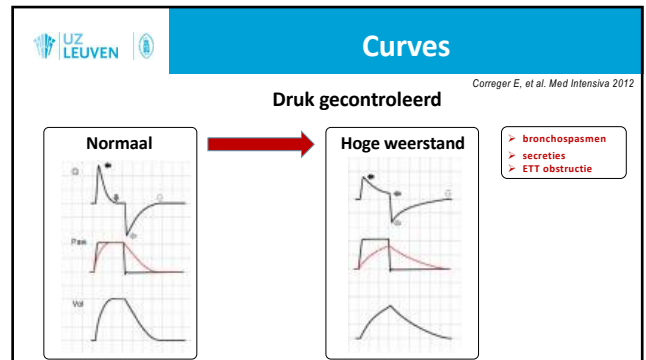 UZ
LEUVEN
Curves
Correger E, et al. Med Intensiva 2012
Druk gecontroleerd
Normaal
Hoge weerstand
➢ bronchospasmen
➢ secreties
➢ ETT obstructie
Q
Paw
Vol